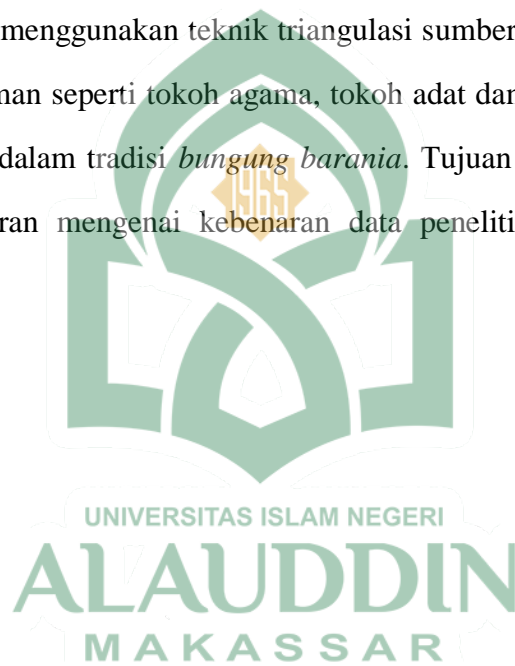 menggunakan teknik triangulasi sumber
man seperti tokoh agama, tokoh adat dan
dalam tradisi bungung barania. Tujuan
ran mengenai kebenaran data peneliti
1965
UNIVERSITAS ISLAM NEGERI
ALAUDDIN
MAKASSAR